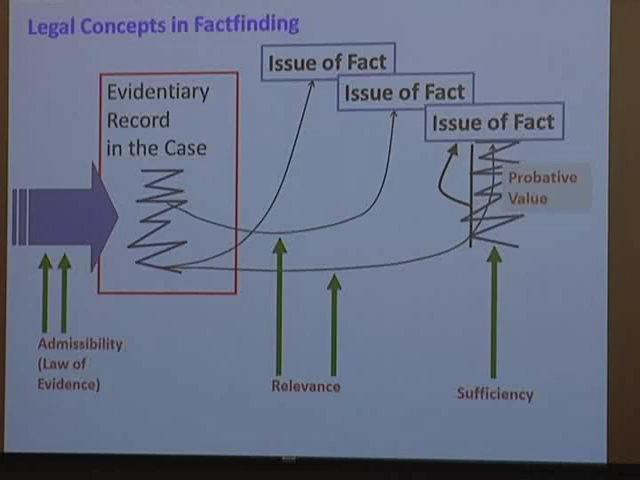 Legal Concepts in Factfinding
Issue of Fact
Issue of Fact
Issue of Fact
Evidentiary
Record
in the Case
Probative
Value
Admissibility
(Law of
Evidence)
Relevance
Sufficiency